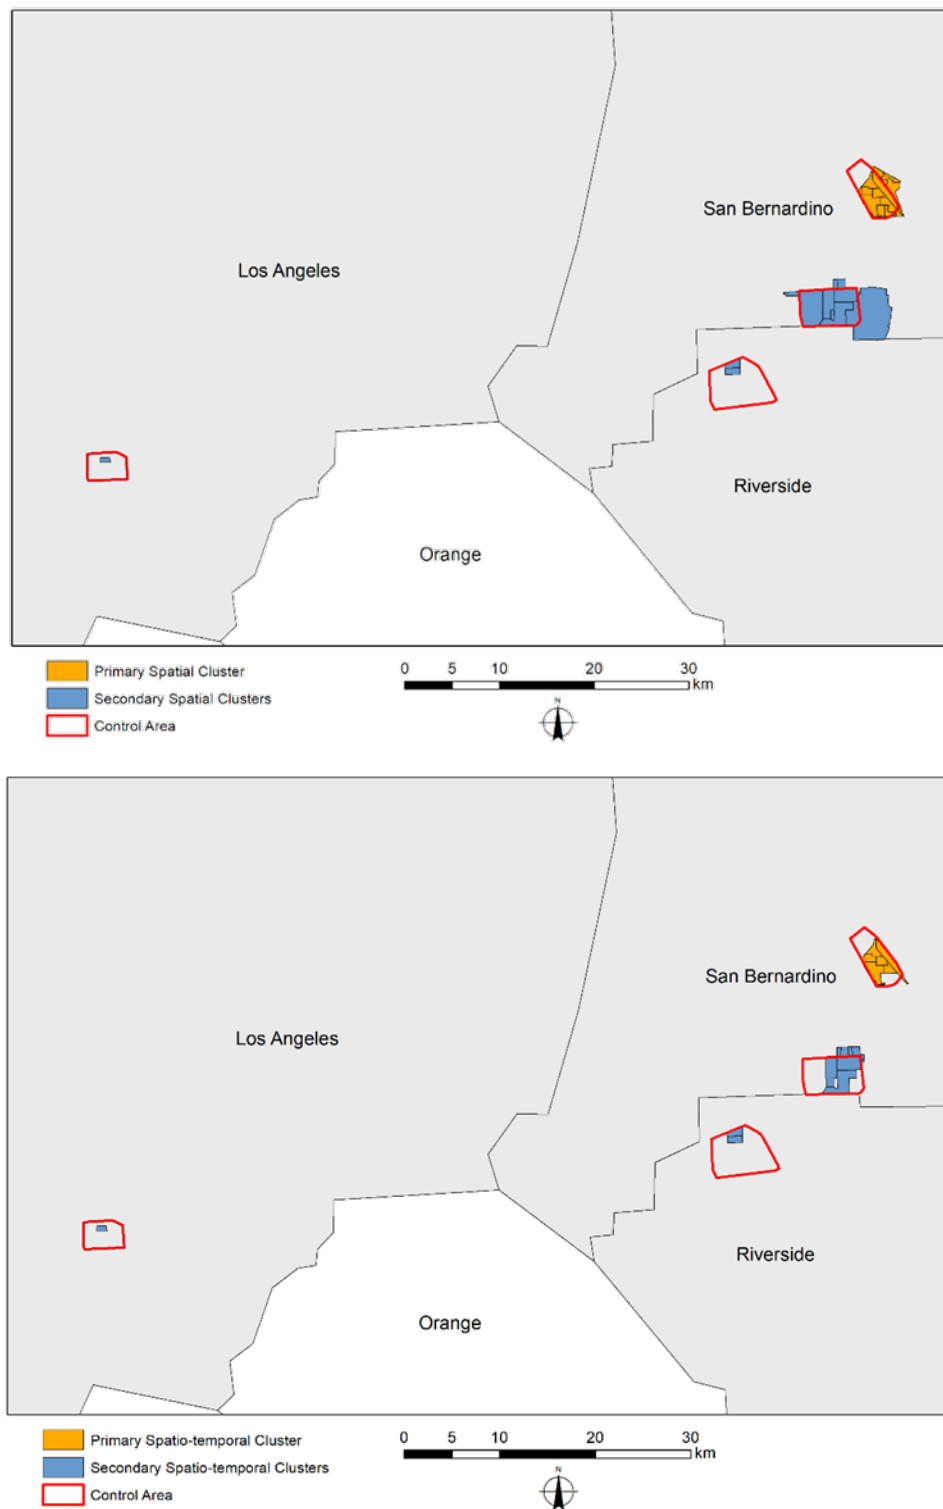 San Bernardino
Los Angeles
Riverside
Orange
Primary Spatial Cluster
Secondary Spatial Clusters
Control Area
0 5 10 20 30
km
N
San Bernardino
Los Angeles
Riverside
Orange
Primary Spatio-temporal Cluster
Secondary Spatio-temporal Clusters
Control Area
0 5 10 20 30
km
N